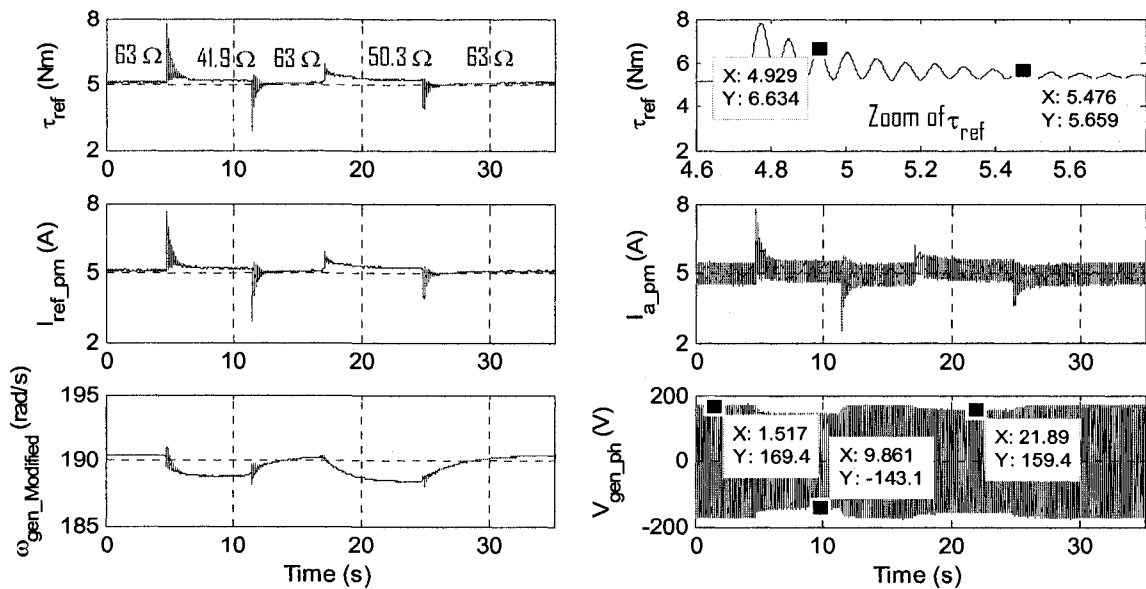 8
5
2
τref (Nm)
63 Ω
41.9 Ω
63 Ω
50.3 Ω
63 Ω
0
10
20
30
8
6
4
2
τref (Nm)
X: 4.929
Y: 6.634
X: 5.476
Y: 5.659
Zoom of τref
4.6
4.8
5
5.2
5.4
5.6
8
5
2
Iref_pm (A)
0
10
20
30
8
5
2
Ia_pm (A)
0
10
20
30
195
190
185
ωgen_Modified (rad/s)
0
10
20
30
Time (s)
200
0
-200
Vgen_ph (V)
X: 1.517
Y: 169.4
X: 9.861
Y: -143.1
X: 21.89
Y: 159.4
0
10
20
30
Time (s)